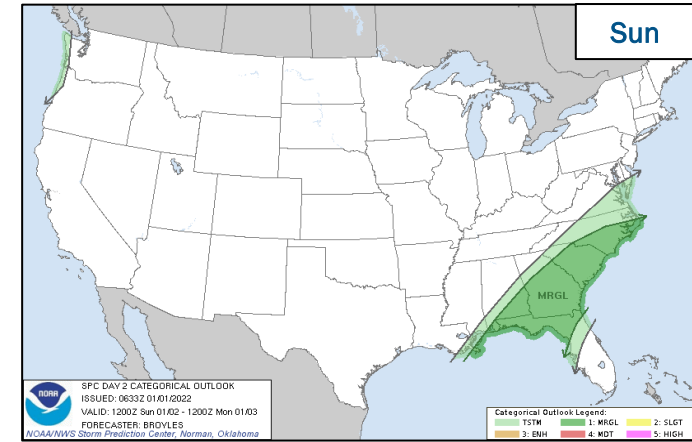 Sun
MRGL
NOAA
SPC DAY 2 CATEGORICAL OUTLOOK
ISSUED: 0633Z 01/01/2022
VALID: 1200Z Sun 01/02 - 1200Z Mon 01/03
FORECASTER: BROYLES
NOAA/NWS Storm Prediction Center, Norman, Oklahoma
Categorical Outlook Legend:
TSTM 1: MRGL 2: SLGT
3: ENH 4: MDT 5: HIGH